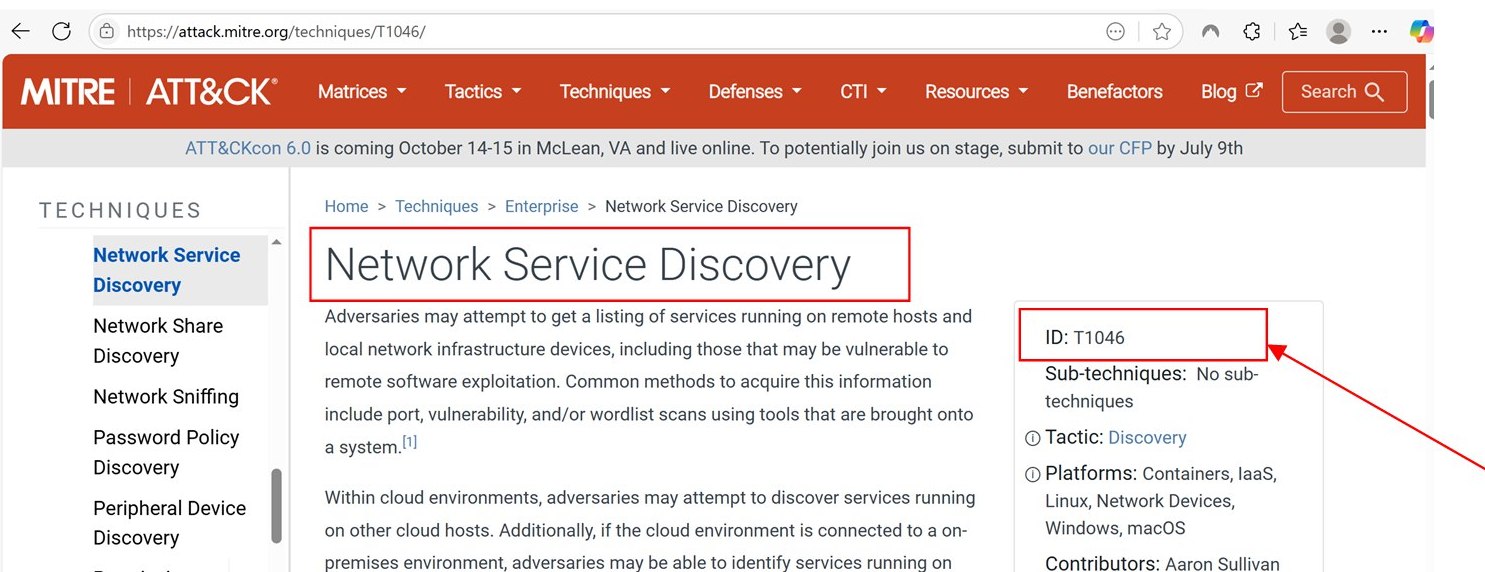 https://attack.mitre.org/techniques/T1046/
MITRE | ATT&CK®
Matrices Tactics Techniques Defenses CTI Resources Benefactors Blog Search
ATT&CKcon 6.0 is coming October 14-15 in McLean, VA and live online. To potentially join us on stage, submit to our CFP by July 9th
TECHNIQUES
Network Service
Discovery
Network Share
Discovery
Network Sniffing
Password Policy
Discovery
Peripheral Device
Discovery
Home > Techniques > Enterprise > Network Service Discovery
Network Service Discovery
Adversaries may attempt to get a listing of services running on remote hosts and
local network infrastructure devices, including those that may be vulnerable to
remote software exploitation. Common methods to acquire this information
include port, vulnerability, and/or wordlist scans using tools that are brought onto
a system.[1]
Within cloud environments, adversaries may attempt to discover services running
on other cloud hosts. Additionally, if the cloud environment is connected to a on-
premises environment, adversaries may be able to identify services running on
ID: T1046
Sub-techniques: No sub-
techniques
Tactic: Discovery
Platforms: Containers, IaaS,
Linux, Network Devices,
Windows, macOS
Contributors: Aaron Sullivan